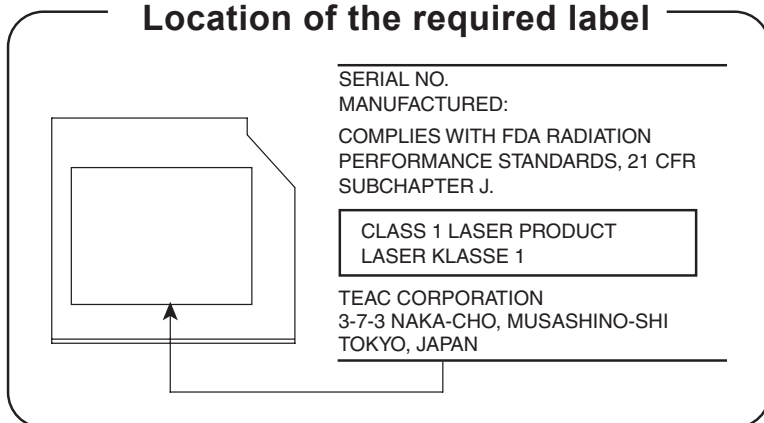 Location of the required label
SERIAL NO.
MANUFACTURED:
COMPLIES WITH FDA RADIATION
PERFORMANCE STANDARDS, 21 CFR
SUBCHAPTER J.
CLASS 1 LASER PRODUCT
LASER KLASSE 1
TEAC CORPORATION
3-7-3 NAKA-CHO, MUSASHINO-SHI
TOKYO, JAPAN